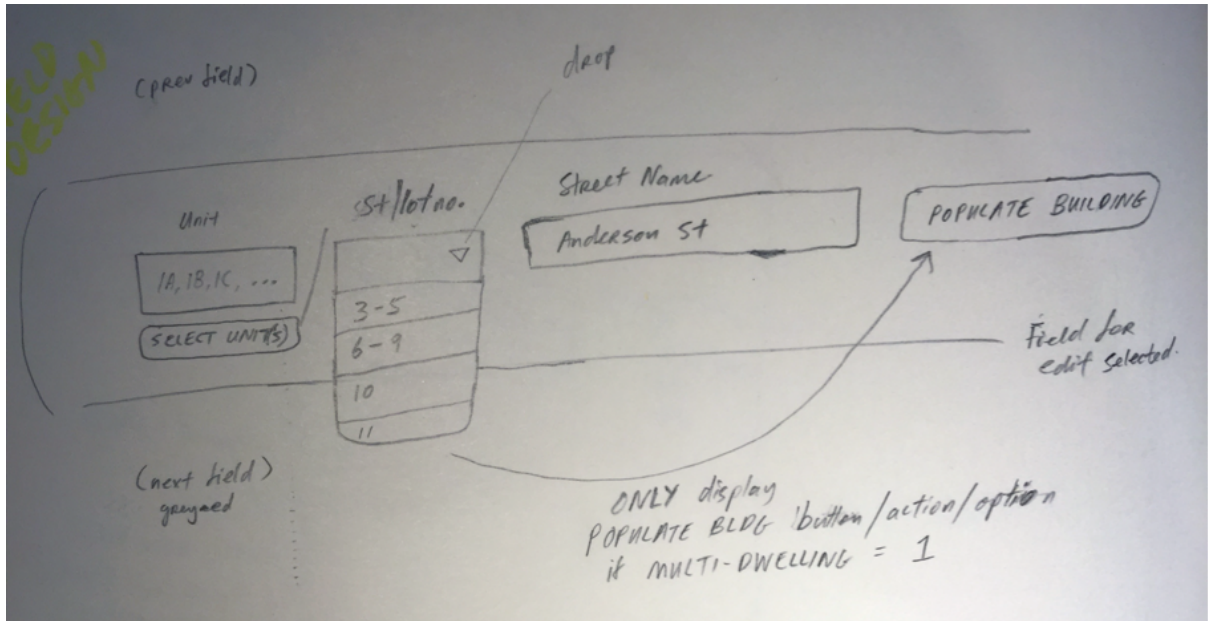 FIELD
DESIGN
(prev field)
drop
Unit
St/lot no.
Street Name
1A, 1B, 1C, ...
Anderson St
POPULATE BUILDING
SELECT UNIT(S)
3-5
6-9
10
11
Field for
edit selected.
(next field)
greyed
ONLY display
POPULATE BLDG button/action/option
if MULTI-DWELLING = 1